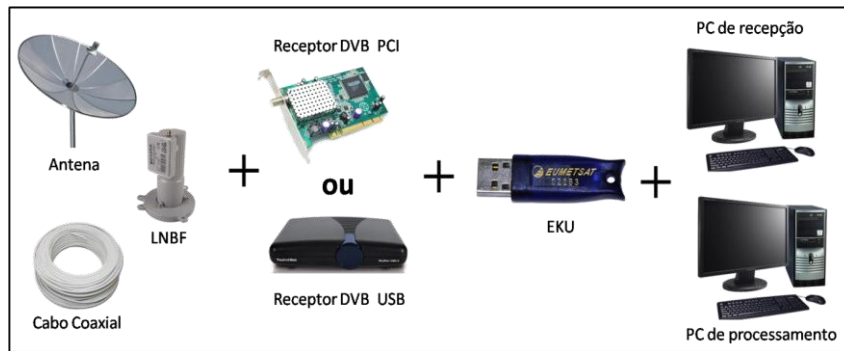 Antena
LNBF
Cabo Coaxial
Receptor DVB PCI
ou
Receptor DVB USB
EUMETSAT
EKU
PC de recepção
PC de processamento